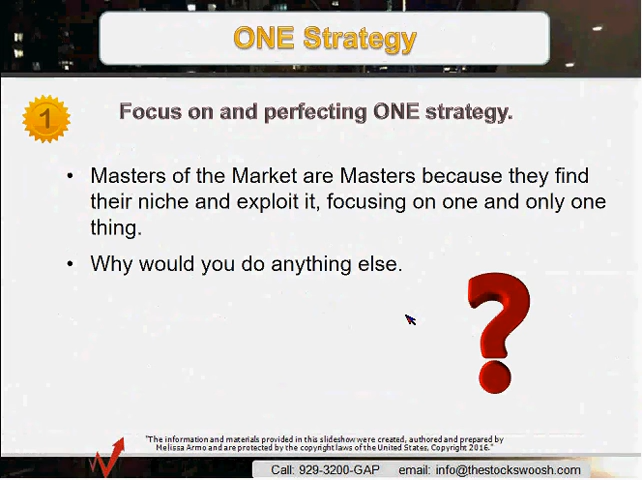 ONE Strategy
1
Focus on and perfecting ONE strategy.
• Masters of the Market are Masters because they find
their niche and exploit it, focusing on one and only one
thing.
• Why would you do anything else.
?
"The information and materials provided in this slideshow were created, authored and prepared by
Melissa Armo and are protected by the copyright laws of the United States, Copyright 2016."
Call: 929-3200-GAP email: info@thestockswoosh.com